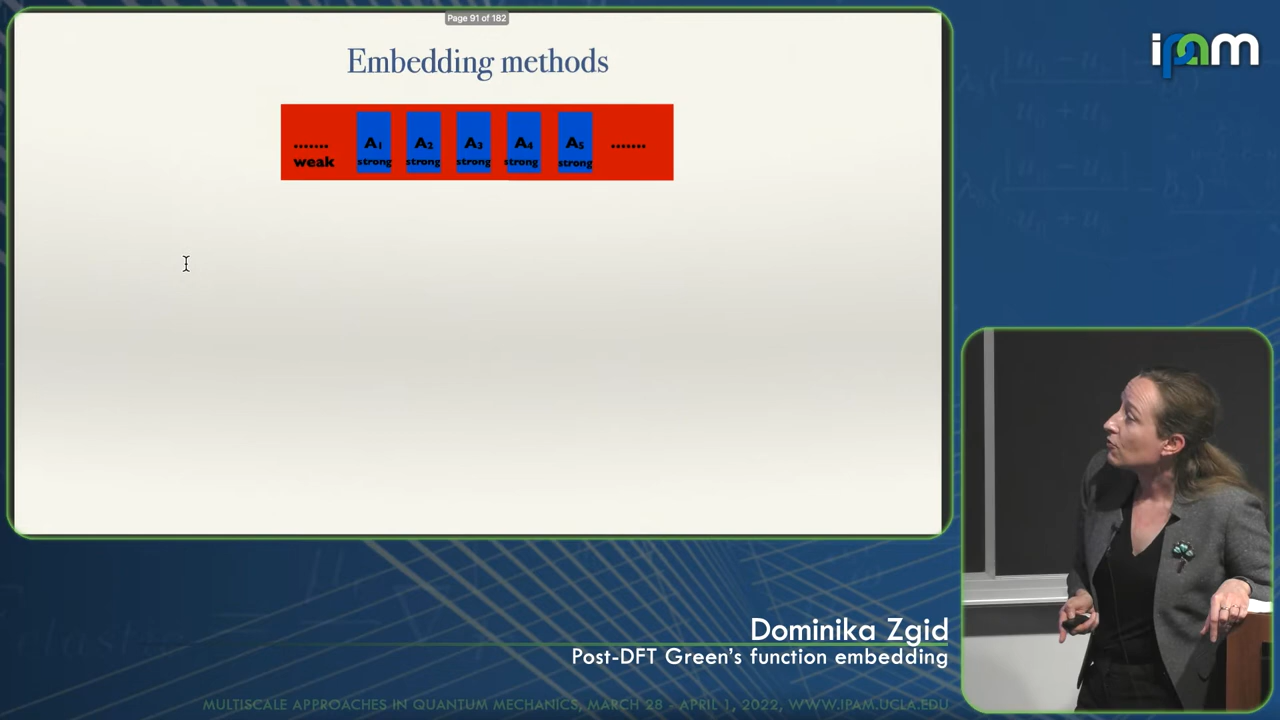 Page 91 of 182
Embedding methods
....... A1 A2 A3 A4 A5 .......
weak strong strong strong strong strong
ipam
Dominika Zgid
Post-DFT Green's function embedding
MULTISCALE APPROACHES IN QUANTUM MECHANICS, MARCH 28 - APRIL 1, 2022, WWW.IPAM.UCLA.EDU